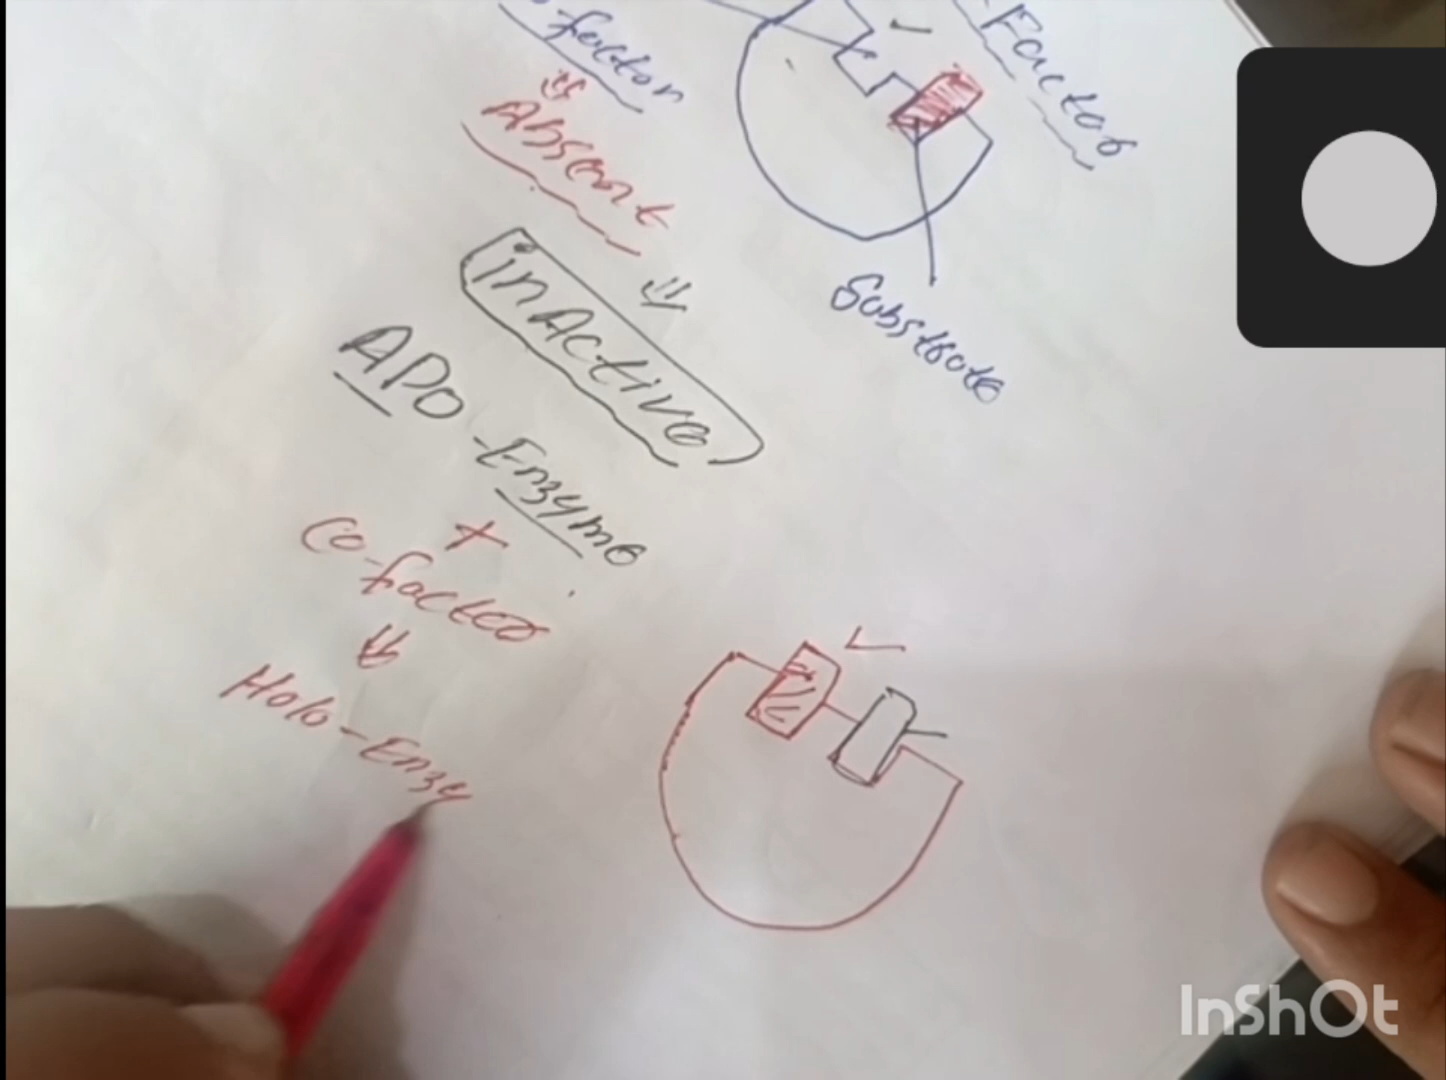 -factor
Factor
Absent
Substrate
inActive
APO-Enzyme
+
Co-factor
Holo-Enzy
InShOt